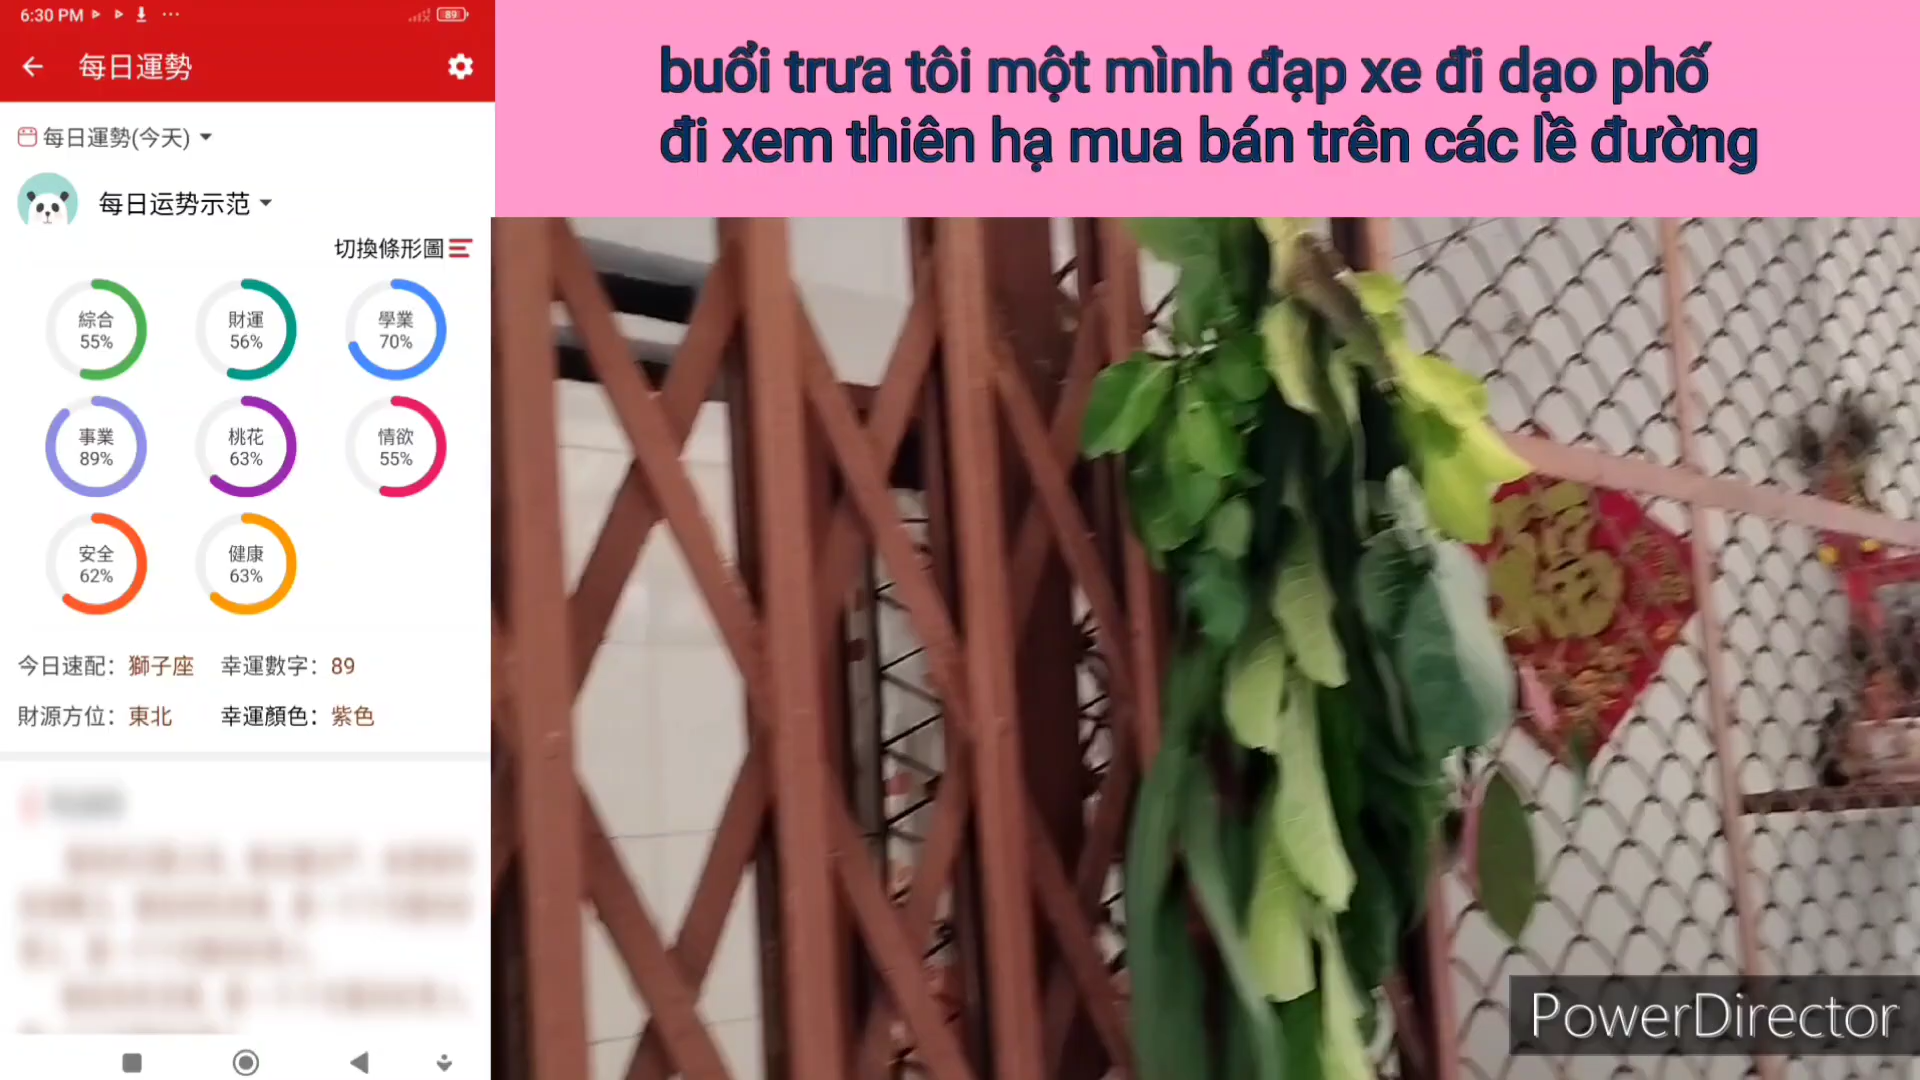 6:30 PM
89
每日運勢
每日運勢(今天)
每日运势示范
切換條形圖
綜合
55%
財運
56%
學業
70%
事業
89%
桃花
63%
情欲
55%
安全
62%
健康
63%
今日速配：獅子座 幸運數字：89
財源方位：東北 幸運顏色：紫色
buổi trưa tôi một mình đạp xe đi dạo phố
đi xem thiên hạ mua bán trên các lề đường
福
PowerDirector